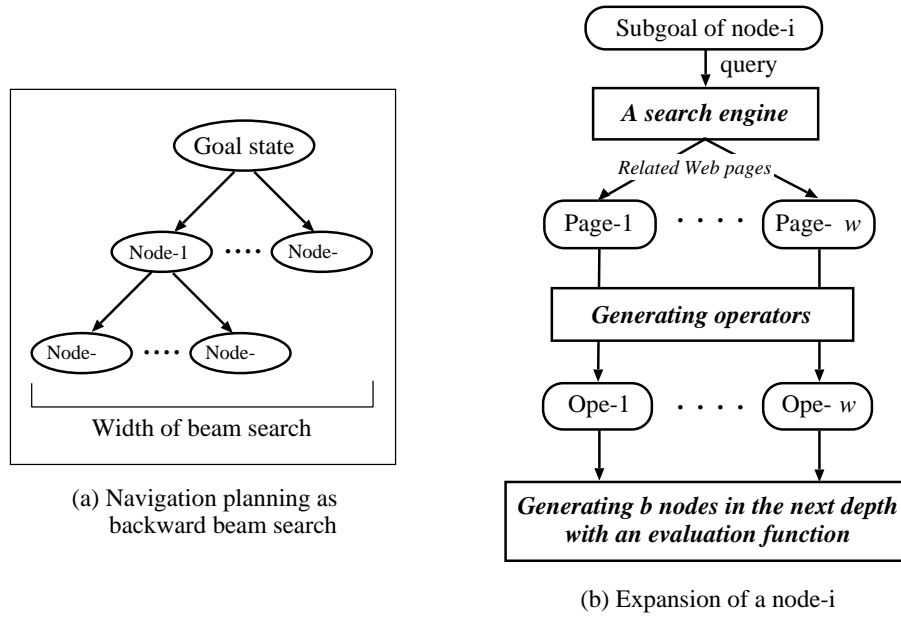 Goal state
Node-1 .... Node-
Node- .... Node-
Width of beam search
(a) Navigation planning as
backward beam search
Subgoal of node-i
query
A search engine
Related Web pages
Page-1 . . . . Page- w
Generating operators
Ope-1 . . . . Ope- w
Generating b nodes in the next depth
with an evaluation function
(b) Expansion of a node-i